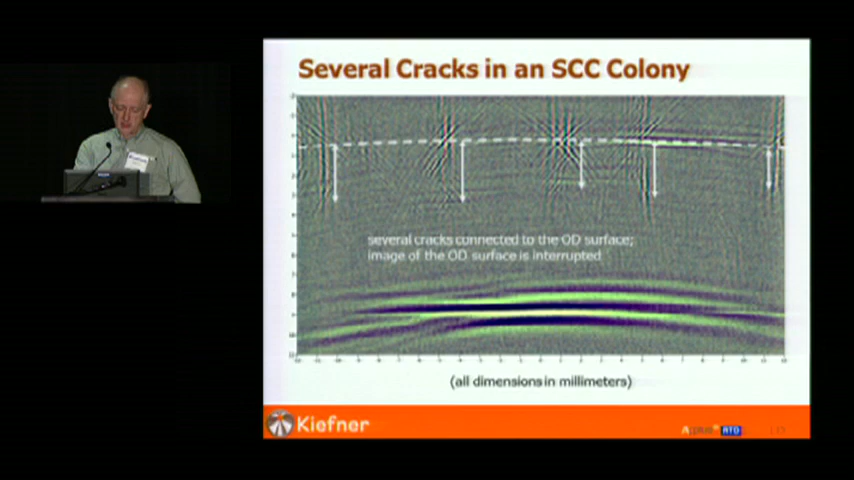 Several Cracks in an SCC Colony
several cracks connected to the OD surface;
image of the OD surface is interrupted
(all dimensions in millimeters)
Kiefner
RTD